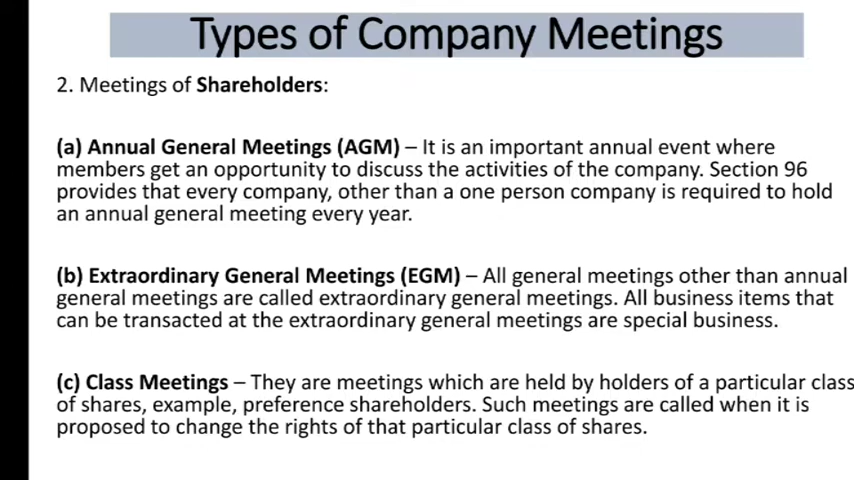 Types of Company Meetings
2. Meetings of Shareholders:
(a) Annual General Meetings (AGM) – It is an important annual event where
members get an opportunity to discuss the activities of the company. Section 96
provides that every company, other than a one person company is required to hold
an annual general meeting every year.
(b) Extraordinary General Meetings (EGM) – All general meetings other than annual
general meetings are called extraordinary general meetings. All business items that
can be transacted at the extraordinary general meetings are special business.
(c) Class Meetings – They are meetings which are held by holders of a particular class
of shares, example, preference shareholders. Such meetings are called when it is
proposed to change the rights of that particular class of shares.